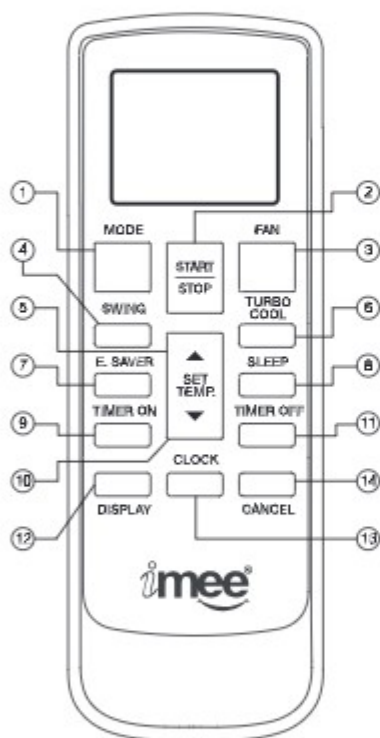 ① ②
MODE FAN
④ START ③
STOP
SWING TURBO
COOL
⑤ ⑥
E. SAVER SET SLEEP
⑦ TEMP. ⑧
TIMER ON TIMER OFF
⑨ ⑪
⑩ CLOCK
⑭
⑫ DISPLAY CANCEL ⑬
imee®